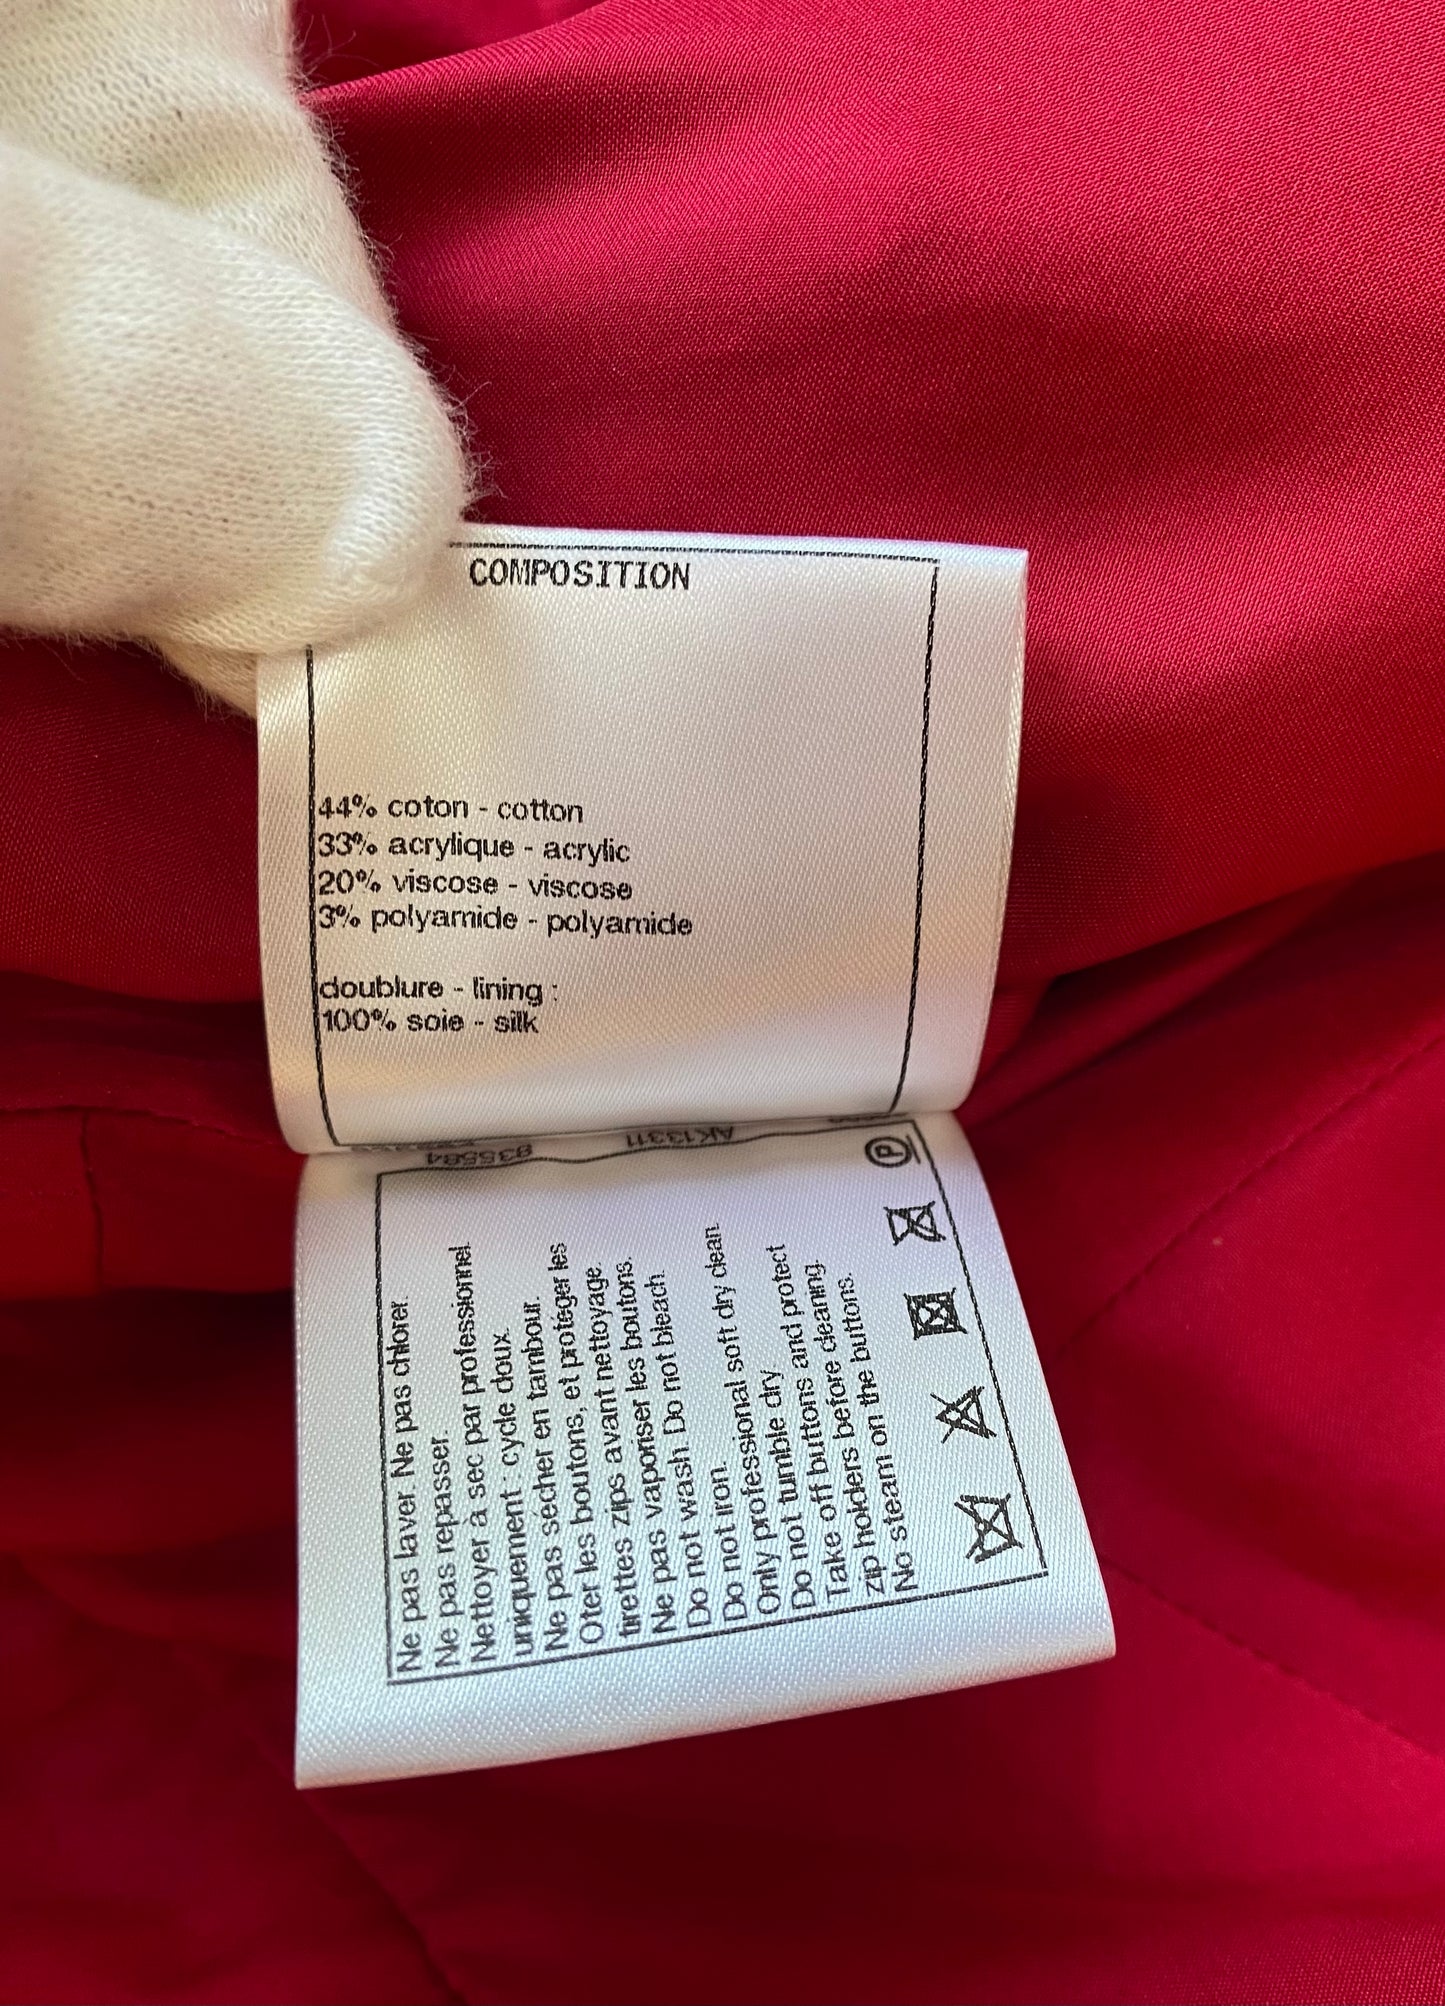 COMPOSITION
44% coton - cotton
33% acrylique - acrylic
20% viscose - viscose
3% polyamide - polyamide
doublure - lining :
100% soie - silk
835584 AK13311
Ne pas laver. Ne pas chlorer.
Ne pas repasser.
Nettoyer à sec par professionnel
uniquement : cycle doux.
Ne pas sécher en tambour.
Oter les boutons, et protéger les
tirettes zips avant nettoyage.
Ne pas vaporiser les boutons.
Do not wash. Do not bleach.
Do not iron.
Only professional soft dry clean.
Do not tumble dry
Take off buttons and protect
zip holders before cleaning.
No steam on the buttons.
P